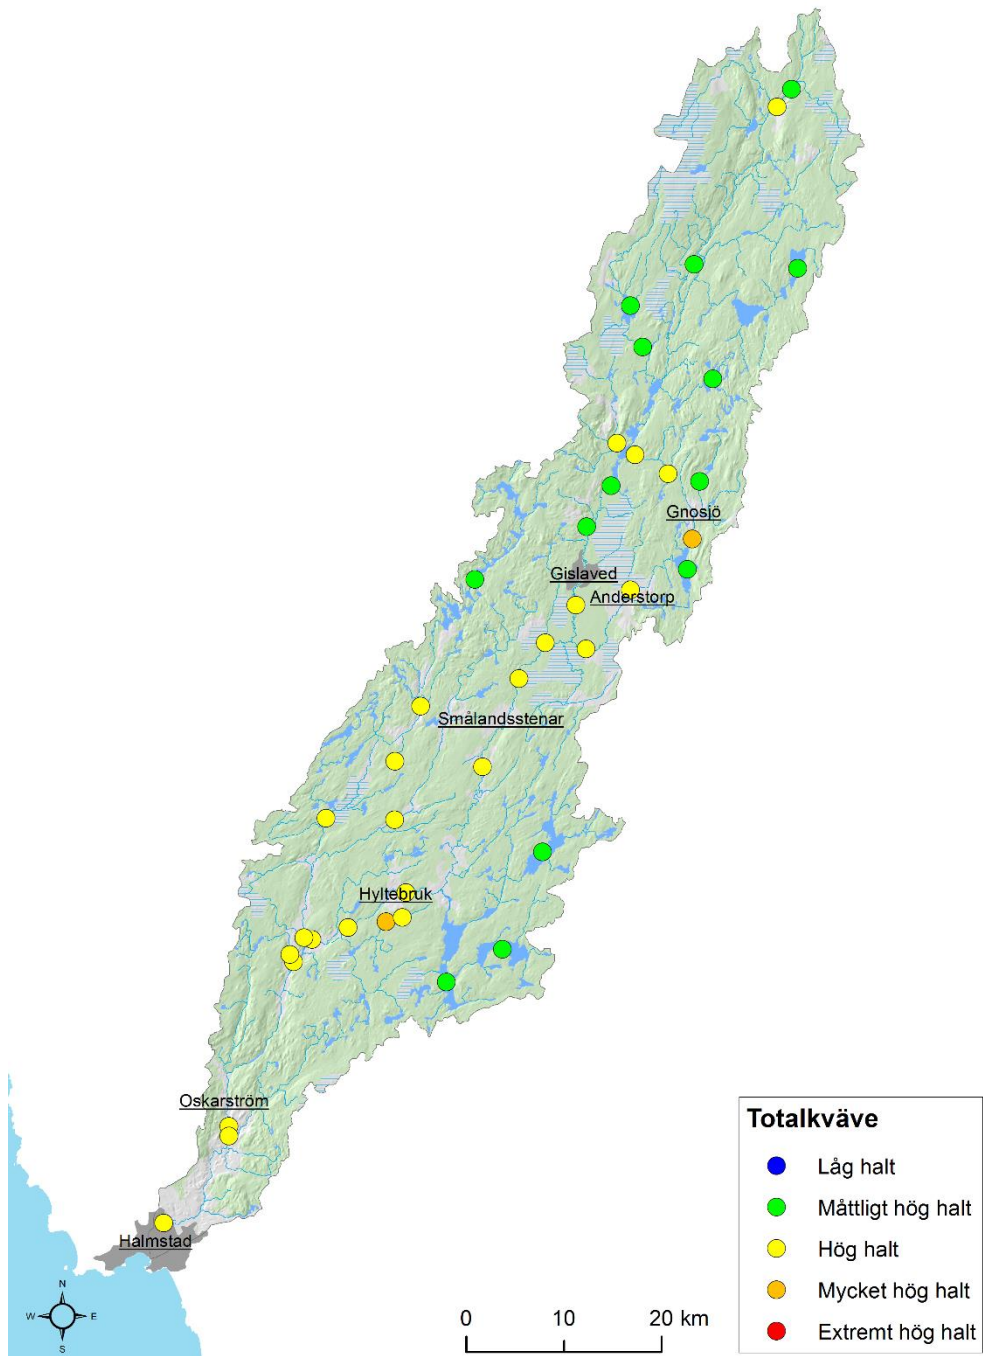 Gnosjö
Gislaved
Anderstorp
Smålandsstenar
Hyltebruk
Oskarström
Halmstad
N
W E
S
0 10 20 km
Totalkväve
Låg halt
Måttligt hög halt
Hög halt
Mycket hög halt
Extremt hög halt